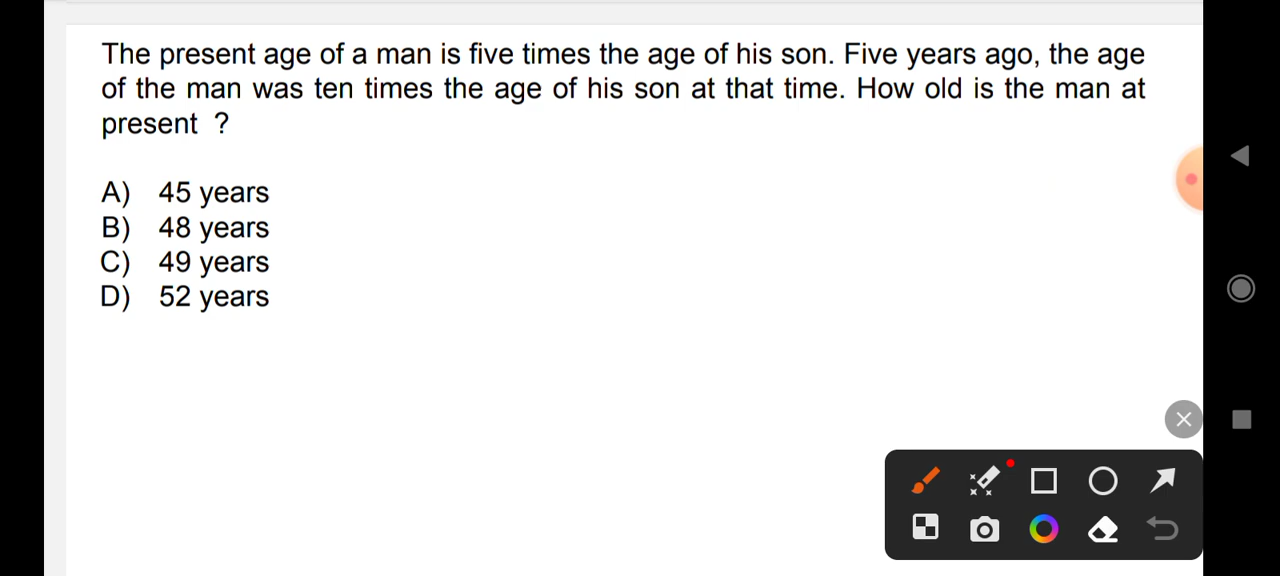 The present age of a man is five times the age of his son. Five years ago, the age
of the man was ten times the age of his son at that time. How old is the man at
present ?
A) 45 years
B) 48 years
C) 49 years
D) 52 years